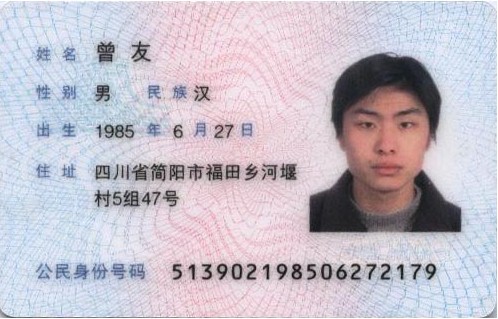 姓名 曾友
性别 男 民族 汉
出生 1985 年 6 月 27 日
住址 四川省简阳市福田乡河堰
村5组47号
公民身份号码 513902198506272179